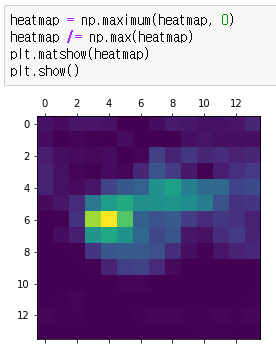 heatmap = np.maximum(heatmap, 0)
heatmap /= np.max(heatmap)
plt.matshow(heatmap)
plt.show()
0 2 4 6 8 10 12
0
2
4
6
8
10
12